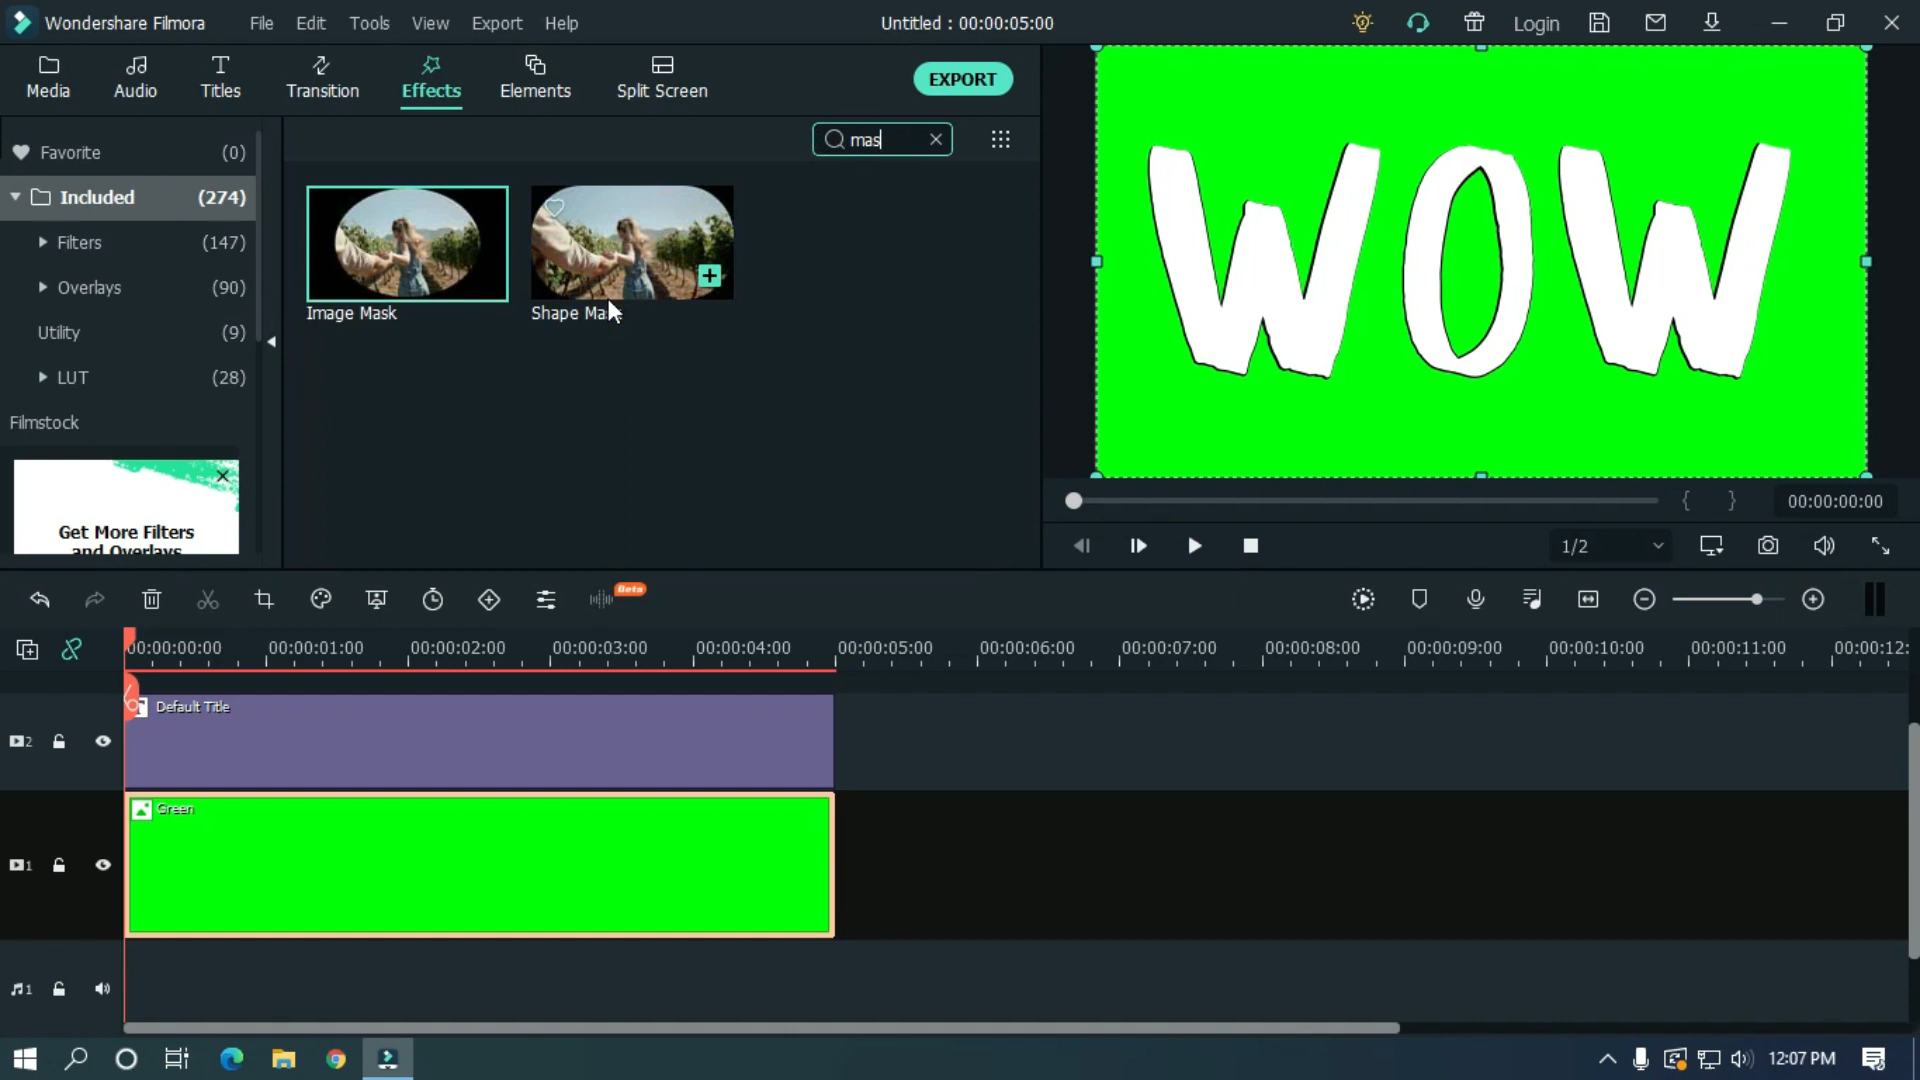 Wondershare Filmora File Edit Tools View Export Help Untitled : 00:00:05:00 Login
Media Audio Titles Transition Effects Elements Split Screen EXPORT
mas
Favorite (0)
Included (274)
Filters (147)
Overlays (90)
Utility (9)
LUT (28)
Filmstock
Get More Filters
and Overlays
Image Mask Shape Mask
WOW
{ } 00:00:00:00
1/2
Beta
00:00:00:00 00:00:01:00 00:00:02:00 00:00:03:00 00:00:04:00 00:00:05:00 00:00:06:00 00:00:07:00 00:00:08:00 00:00:09:00 00:00:10:00 00:00:11:00 00:00:12:
Default Title
2
Green
1
1
12:07 PM